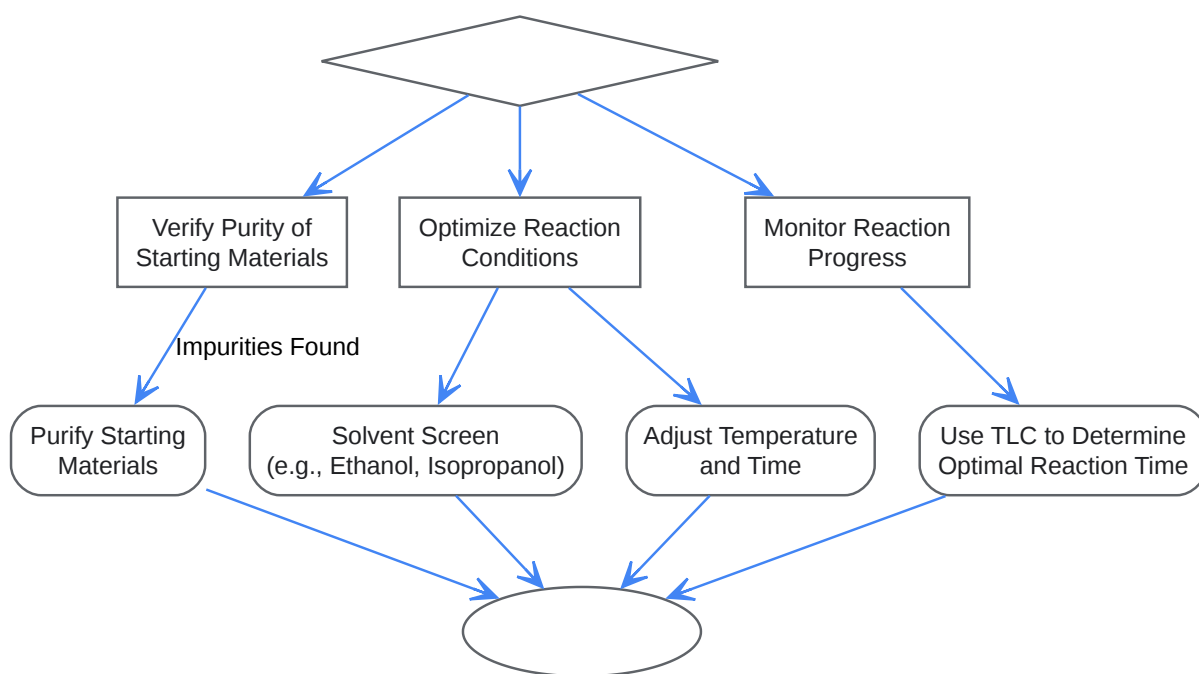 Verify Purity of
Starting Materials
Optimize Reaction
Conditions
Monitor Reaction
Progress
Impurities Found
Purify Starting
Materials
Solvent Screen
(e.g., Ethanol, Isopropanol)
Adjust Temperature
and Time
Use TLC to Determine
Optimal Reaction Time